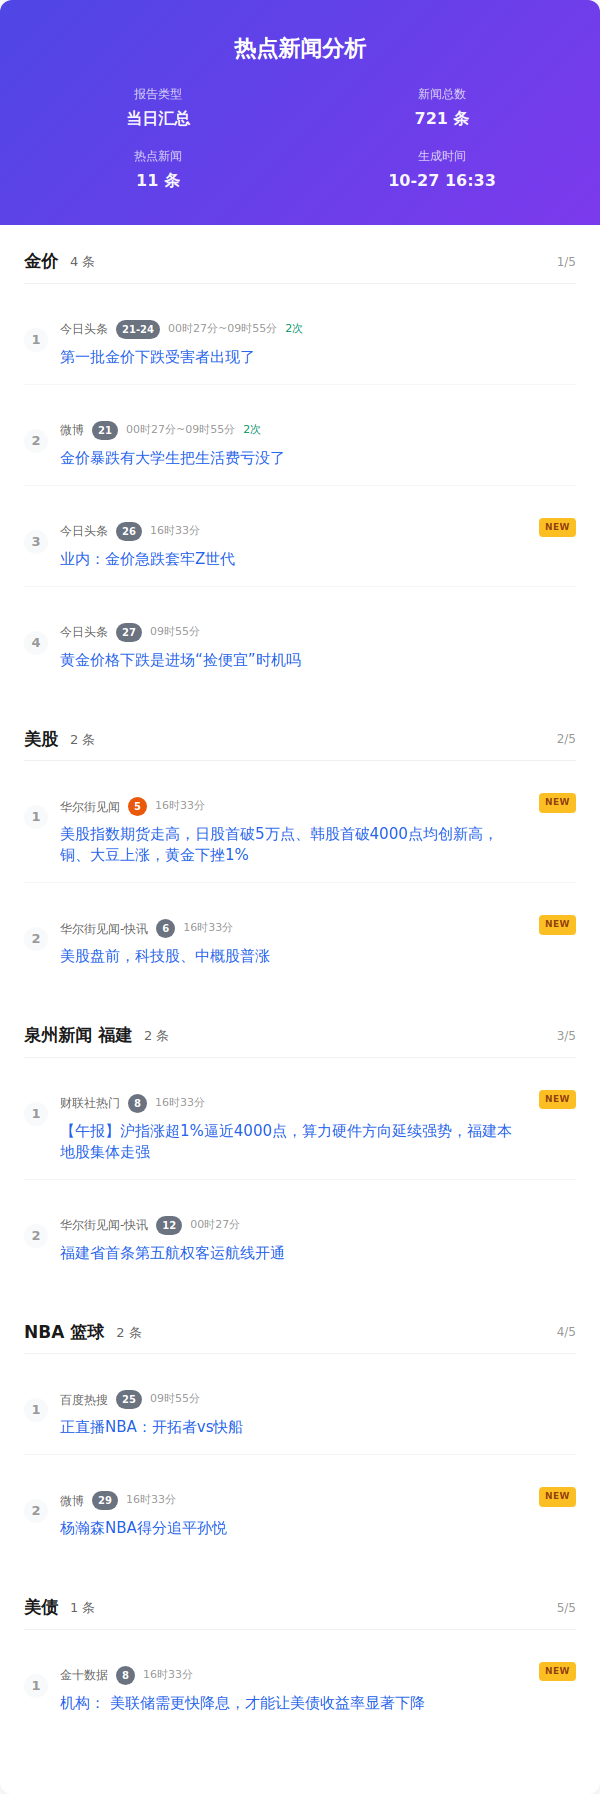 热点新闻分析
报告类型
新闻总数
当日汇总
721 条
热点新闻
生成时间
11 条
10-27 16:33
金价 4 条 1/5
1 今日头条 21-24 00时27分~09时55分 2次
第一批金价下跌受害者出现了
2 微博 21 00时27分~09时55分 2次
金价暴跌有大学生把生活费亏没了
3 今日头条 26 16时33分 NEW
业内：金价急跌套牢Z世代
4 今日头条 27 09时55分
黄金价格下跌是进场“捡便宜”时机吗
美股 2 条 2/5
1 华尔街见闻 5 16时33分 NEW
美股指数期货走高，日股首破5万点、韩股首破4000点均创新高，
铜、大豆上涨，黄金下挫1%
2 华尔街见闻-快讯 6 16时33分 NEW
美股盘前，科技股、中概股普涨
泉州新闻 福建 2 条 3/5
1 财联社热门 8 16时33分 NEW
【午报】沪指涨超1%逼近4000点，算力硬件方向延续强势，福建本
地股集体走强
2 华尔街见闻-快讯 12 00时27分
福建省首条第五航权客运航线开通
NBA 篮球 2 条 4/5
1 百度热搜 25 09时55分
正直播NBA：开拓者vs快船
2 微博 29 16时33分 NEW
杨瀚森NBA得分追平孙悦
美债 1 条 5/5
1 金十数据 8 16时33分 NEW
机构： 美联储需更快降息，才能让美债收益率显著下降